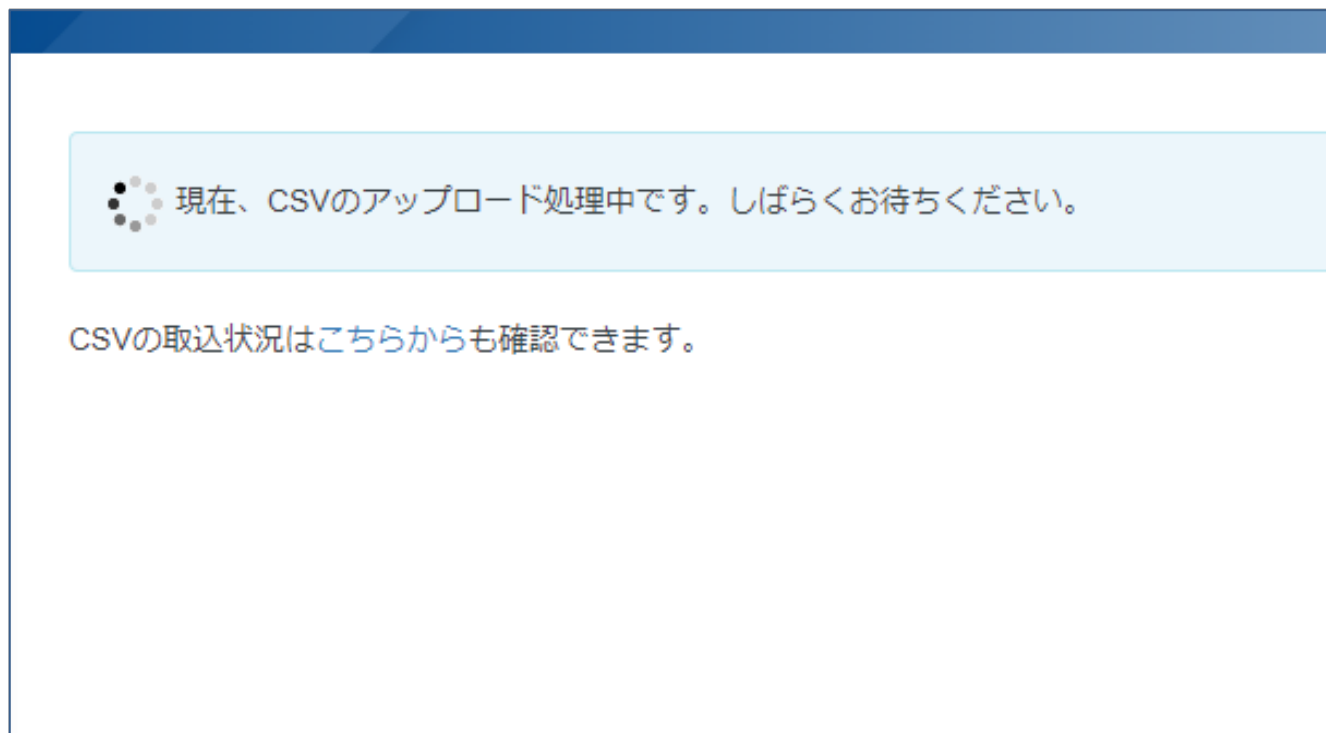 現在、CSVのアップロード処理中です。しばらくお待ちください。
CSVの取込状況はこちらからも確認できます。